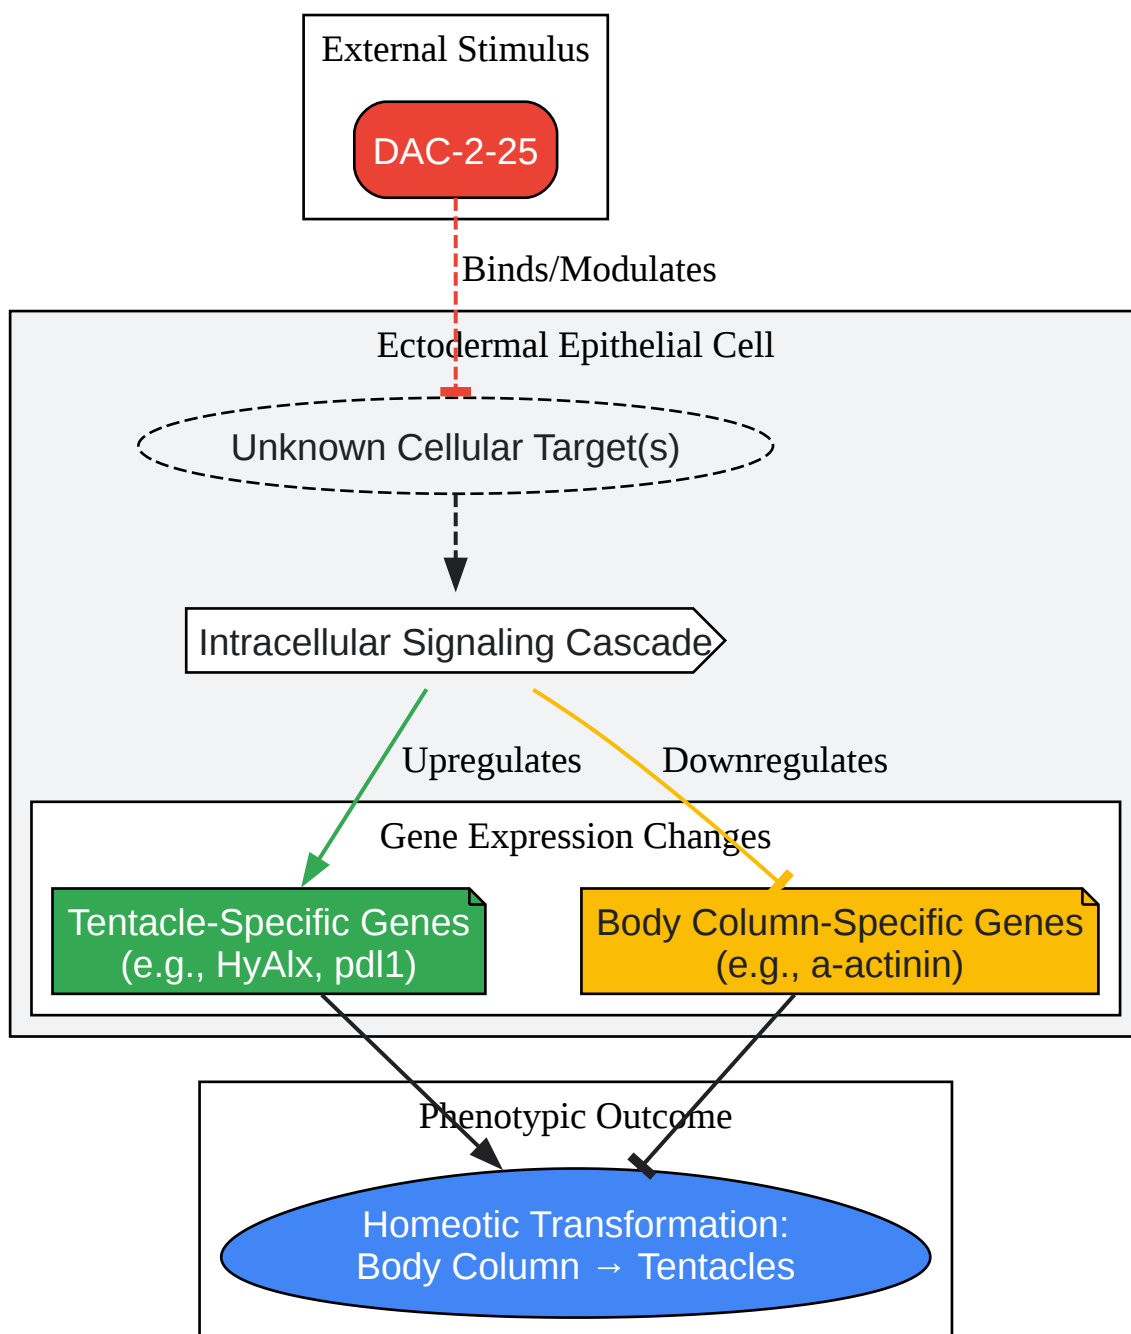 External Stimulus
DAC-2-25
Binds/Modulates
Ectodermal Epithelial Cell
Unknown Cellular Target(s)
Intracellular Signaling Cascade
Upregulates
Downregulates
Gene Expression Changes
Tentacle-Specific Genes
(e.g., HyAlx, pdl1)
Body Column-Specific Genes
(e.g., a-actinin)
Phenotypic Outcome
Homeotic Transformation:
Body Column → Tentacles